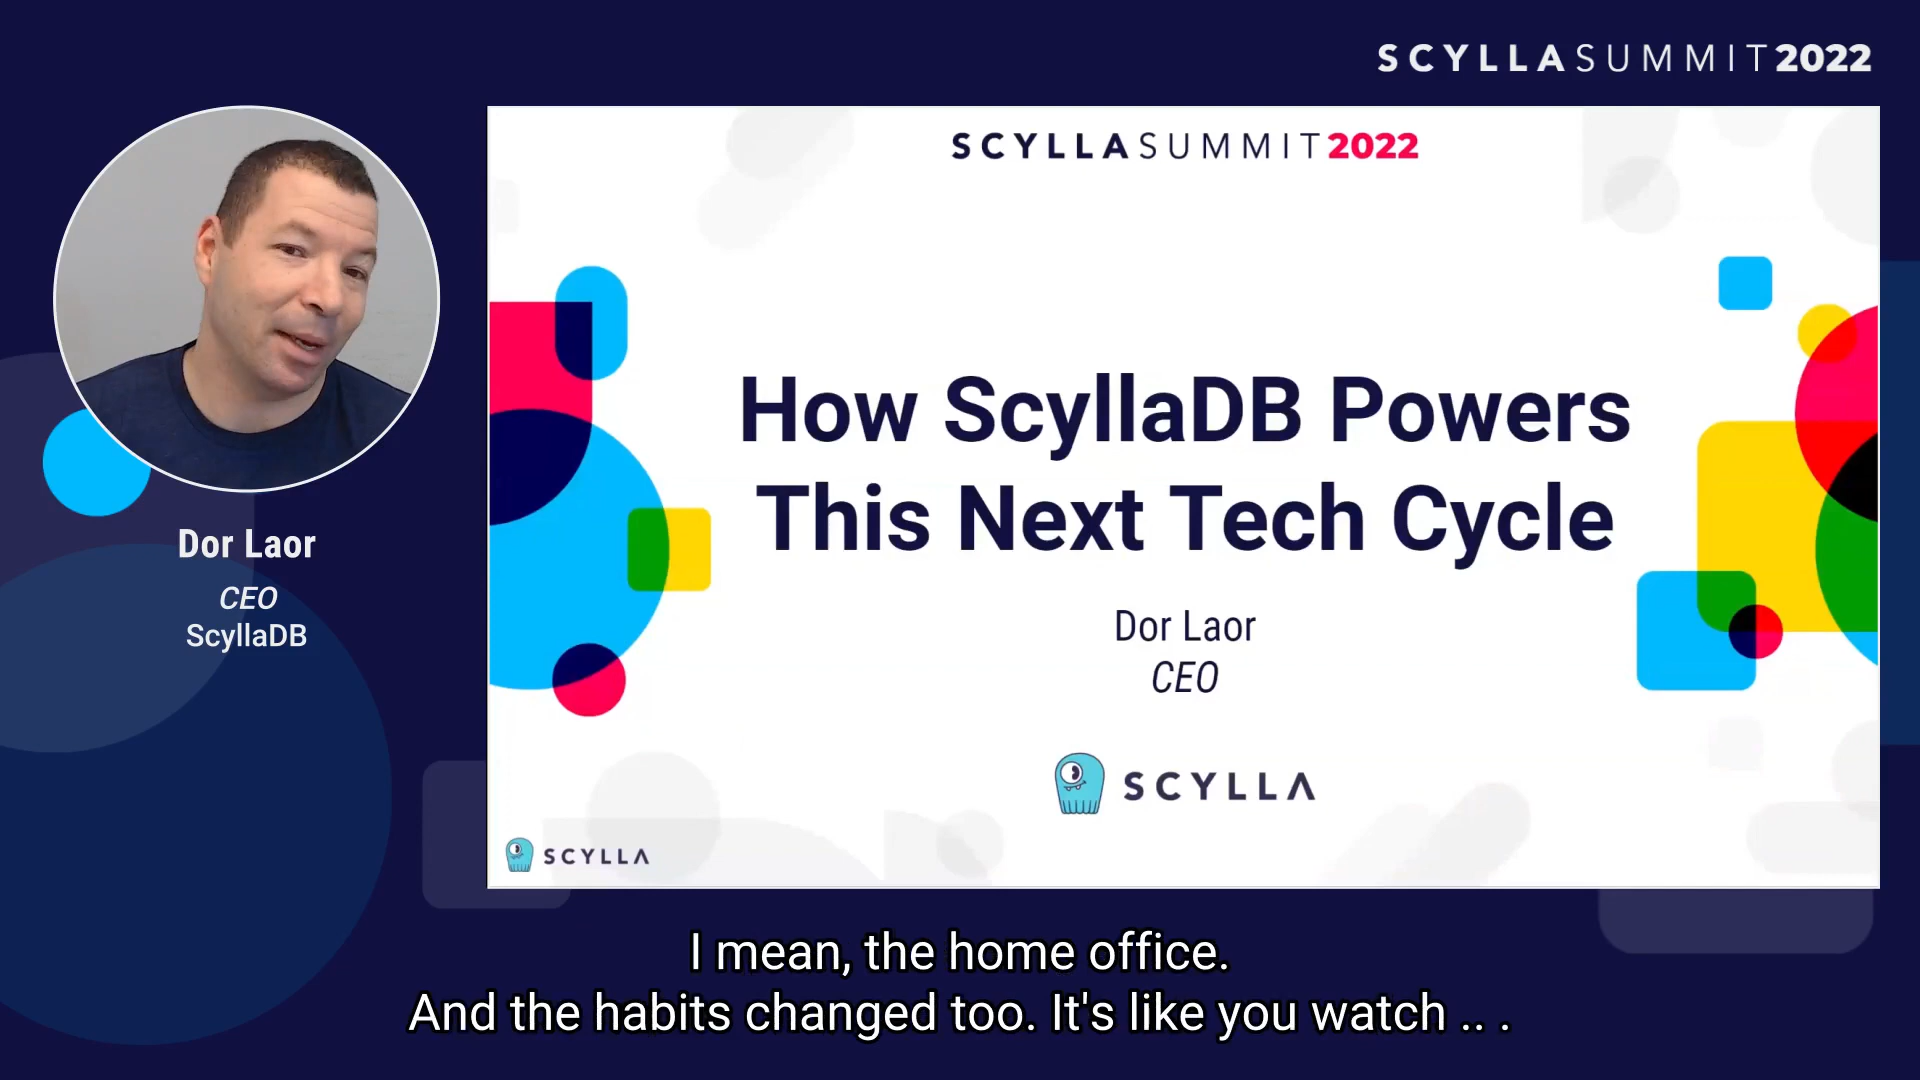 SCYLLASUMMIT2022
Dor Laor
CEO
ScyllaDB
SCYLLASUMMIT2022
How ScyllaDB Powers
This Next Tech Cycle
Dor Laor
CEO
SCYLLA
SCYLLA
I mean, the home office.
And the habits changed too. It's like you watch .. .